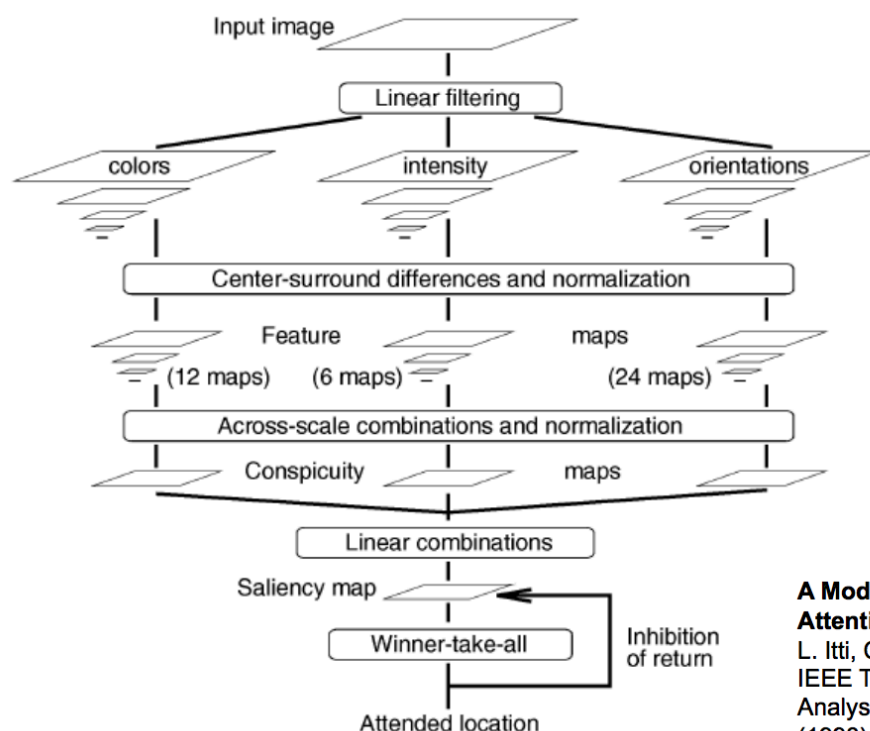 Input image
Linear filtering
colors intensity orientations
Center-surround differences and normalization
Feature maps
(12 maps) (6 maps) (24 maps)
Across-scale combinations and normalization
Conspicuity maps
Linear combinations
Saliency map
Winner-take-all
Inhibition
of return
Attended location
A Mod
Attenti
L. Itti, C
IEEE T
Analys
(1998)